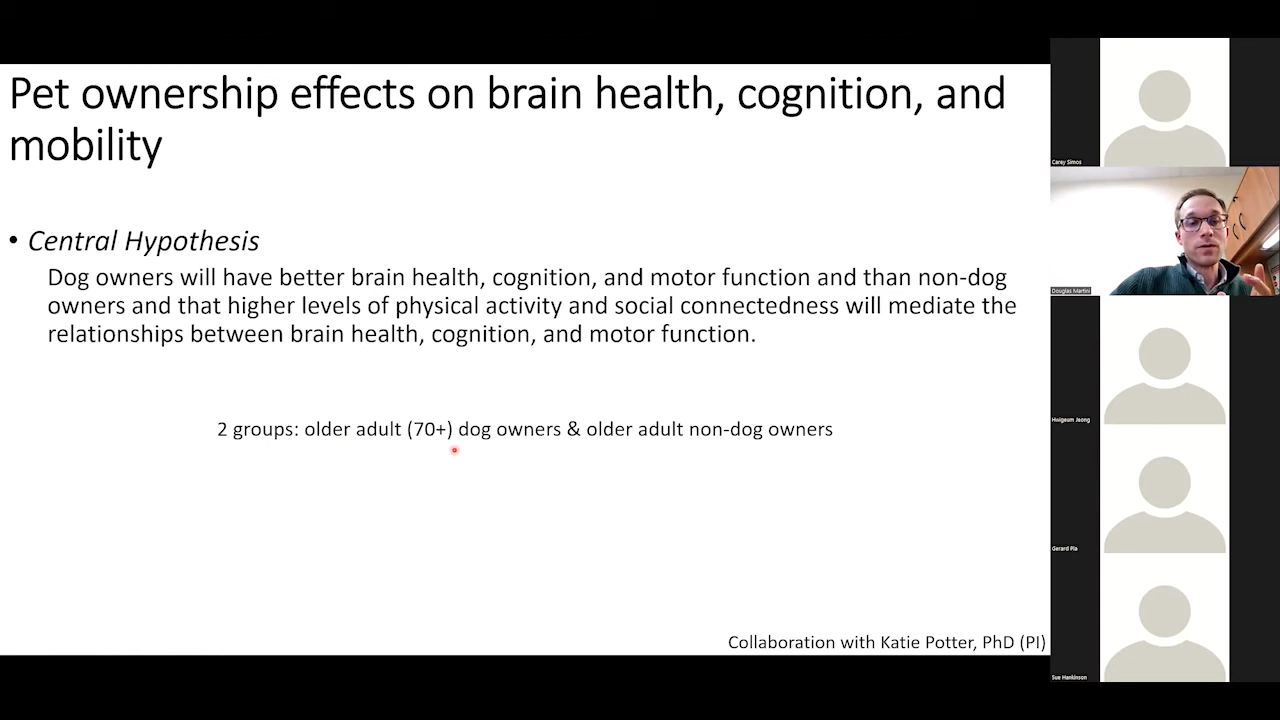 Pet ownership effects on brain health, cognition, and
mobility
• Central Hypothesis
Dog owners will have better brain health, cognition, and motor function and than non-dog
owners and that higher levels of physical activity and social connectedness will mediate the
relationships between brain health, cognition, and motor function.
2 groups: older adult (70+) dog owners & older adult non-dog owners
Collaboration with Katie Potter, PhD (PI)
Carey Simos
Douglas Martini
Hwigeum Jeong
Gerard Pla
Sue Hankinson